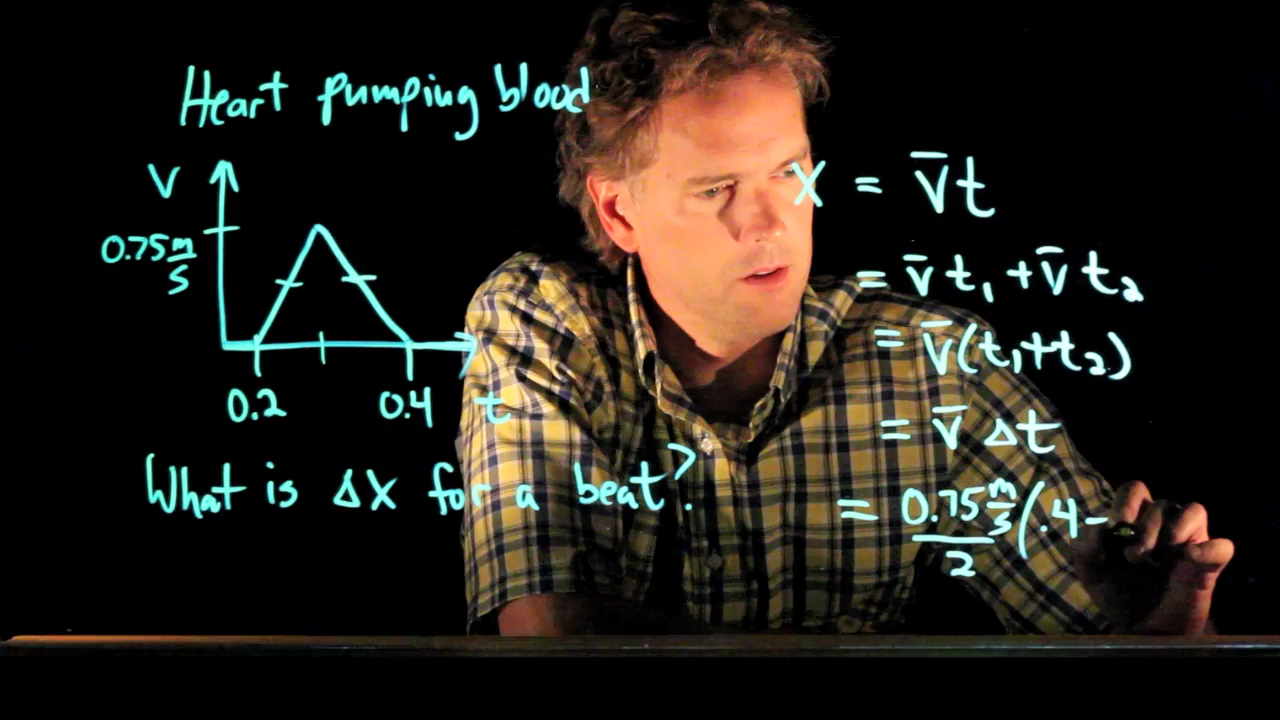 Heart pumping blood
V
0.75 m/s
0.2
0.4
t
What is Δx for a beat?
x = v̄t
= v̄ t₁ + v̄ t₂
= v̄(t₁+t₂)
= v̄ Δt
= 0.75 m/s / 2 (.4-